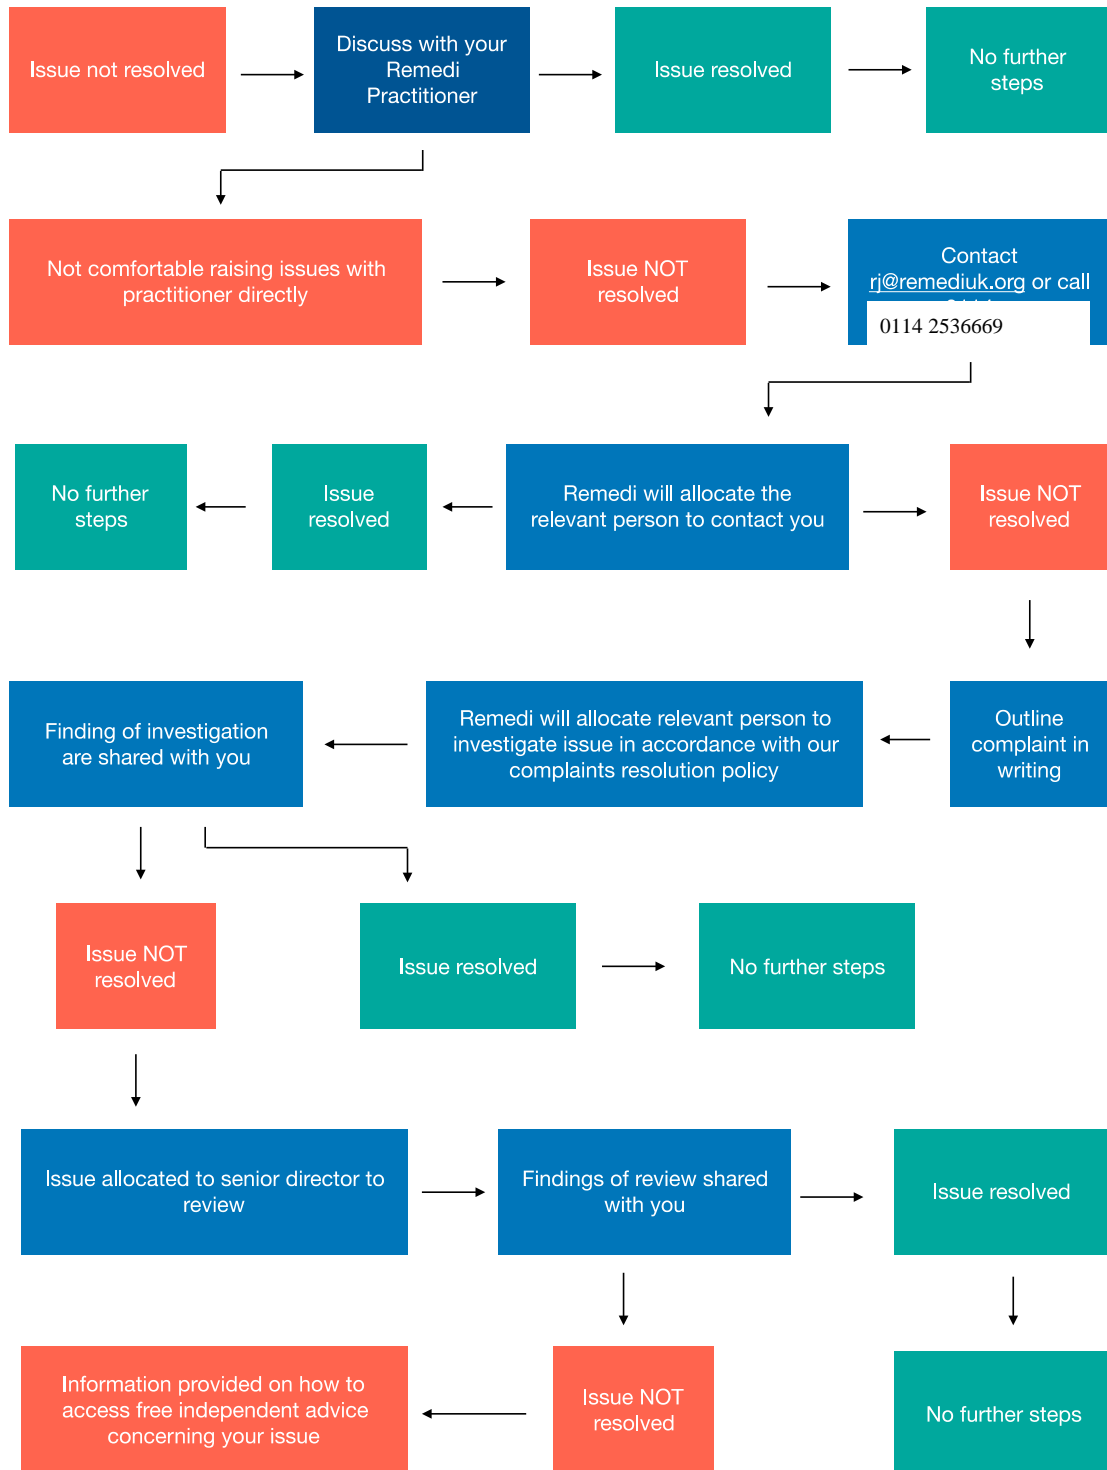 Issue not resolved
Discuss with your
Remedi
Practitioner
Issue resolved
No further
steps
Not comfortable raising issues with
practitioner directly
Issue NOT
resolved
Contact
rj@remediuk.org or call
0114 2536669
No further
steps
Issue
resolved
Remedi will allocate the
relevant person to contact you
Issue NOT
resolved
Finding of investigation
are shared with you
Remedi will allocate relevant person to
investigate issue in accordance with our
complaints resolution policy
Outline
complaint in
writing
Issue NOT
resolved
Issue resolved
No further steps
Issue allocated to senior director to
review
Findings of review shared
with you
Issue resolved
Information provided on how to
access free independent advice
concerning your issue
Issue NOT
resolved
No further steps